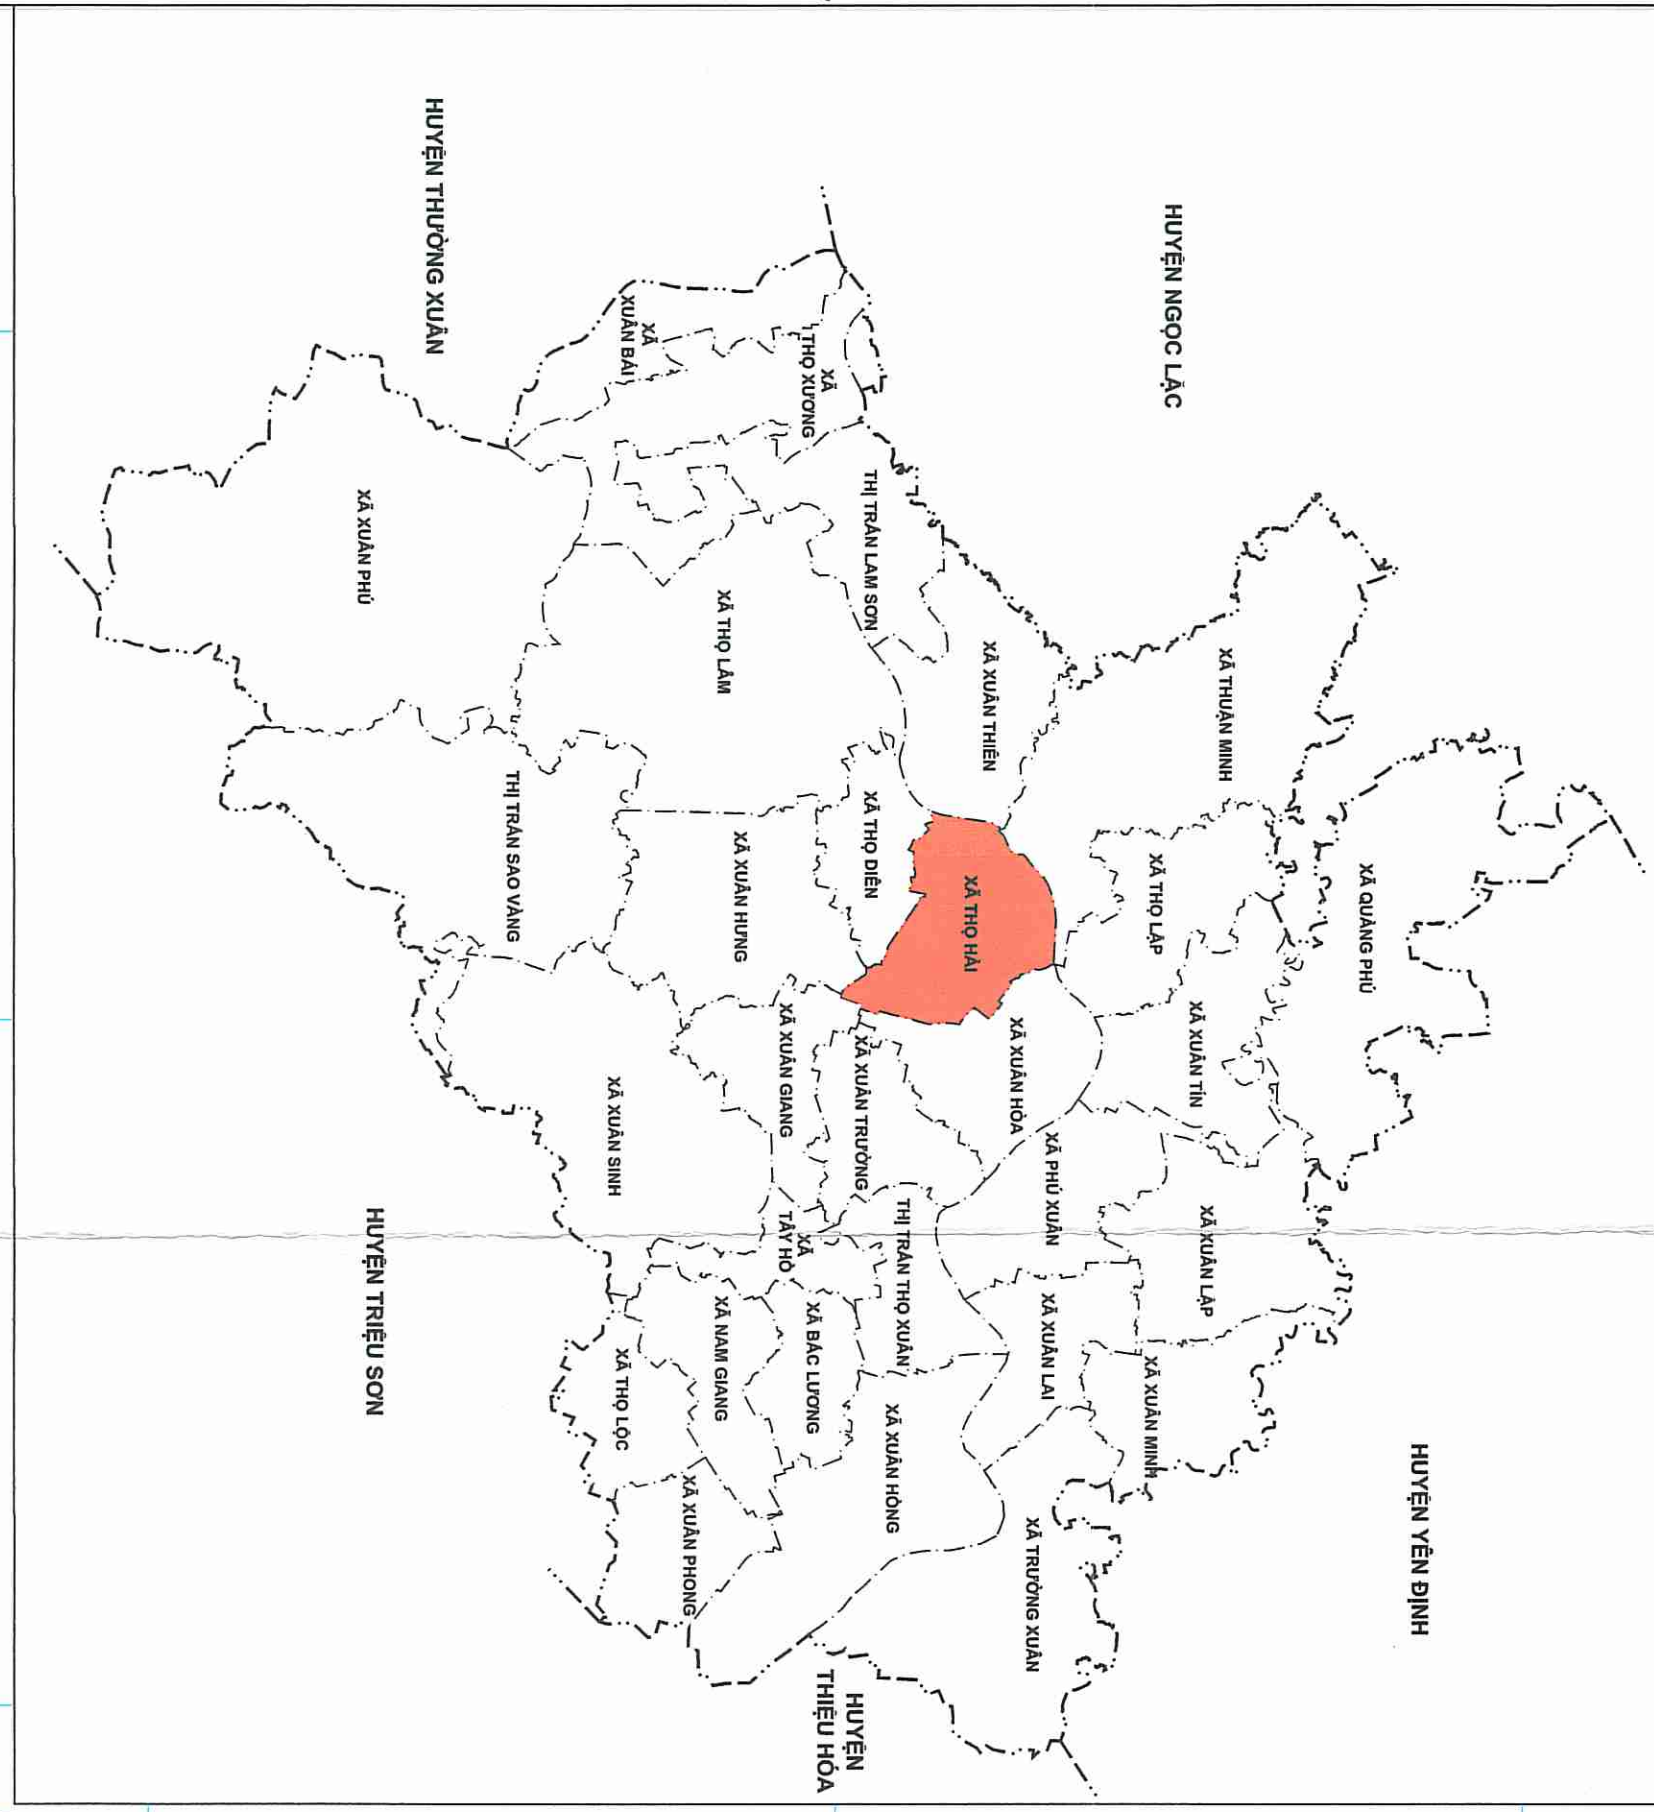 HUYỆN YÊN ĐỊNH
XÃ QUẢNG PHÚ
XÃ THUẬN MINH
XÃ XUÂN LẬP
XÃ XUÂN TÍN
HUYỆN NGỌC LẶC
XÃ THỌ LẬP
XÃ XUÂN MINH
XÃ PHÚ XUÂN
XÃ XUÂN LAI
XÃ TRƯỜNG XUÂN
XÃ XUÂN HÒA
XÃ XUÂN THIÊN
XÃ THỌ HẢI
THỊ TRẤN THỌ XUÂN
XÃ XUÂN HỒNG
THỊ TRẤN LAM SƠN
XÃ THỌ DIÊN
XÃ XUÂN TRƯỜNG
HUYỆN
THIỆU HÓA
XÃ
THỌ XƯƠNG
XÃ BẮC LƯƠNG
XÃ
TÂY HỒ
XÃ XUÂN GIANG
XÃ XUÂN HƯNG
XÃ THỌ LÂM
XÃ NAM GIANG
XÃ XUÂN PHONG
XÃ
XUÂN BÁI
XÃ THỌ LỘC
XÃ XUÂN SINH
THỊ TRẤN SAO VÀNG
HUYỆN THƯỜNG XUÂN
HUYỆN TRIỆU SƠN
XÃ XUÂN PHÚ